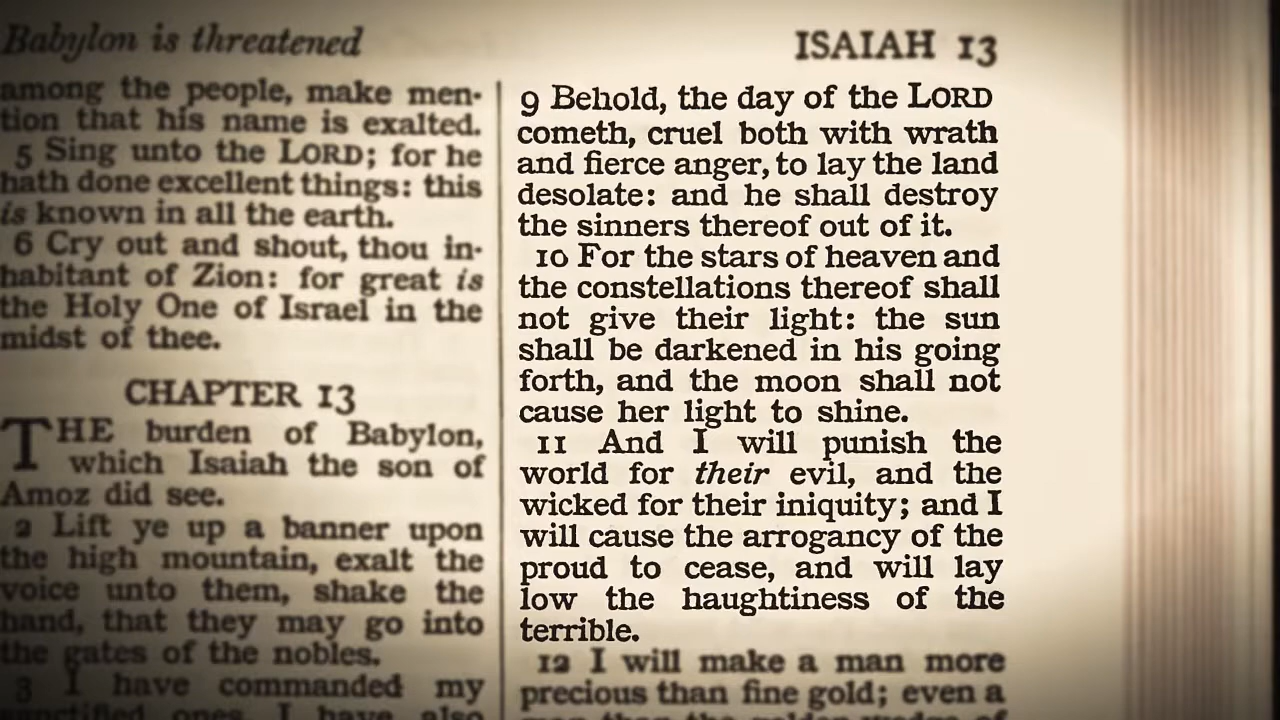 Babylon is threatened
ISAIAH 13
among the people, make men-
tion that his name is exalted.
5 Sing unto the LORD; for he
hath done excellent things: this
is known in all the earth.
6 Cry out and shout, thou in-
habitant of Zion: for great is
the Holy One of Israel in the
midst of thee.
CHAPTER 13
THE burden of Babylon,
which Isaiah the son of
Amoz did see.
2 Lift ye up a banner upon
the high mountain, exalt the
voice unto them, shake the
hand, that they may go into
the gates of the nobles.
3 I have commanded my
sanctified ones, I have also
9 Behold, the day of the LORD
cometh, cruel both with wrath
and fierce anger, to lay the land
desolate: and he shall destroy
the sinners thereof out of it.
10 For the stars of heaven and
the constellations thereof shall
not give their light: the sun
shall be darkened in his going
forth, and the moon shall not
cause her light to shine.
11 And I will punish the
world for their evil, and the
wicked for their iniquity; and I
will cause the arrogancy of the
proud to cease, and will lay
low the haughtiness of the
terrible.
12 I will make a man more
precious than fine gold; even a
man than the golden wedge of